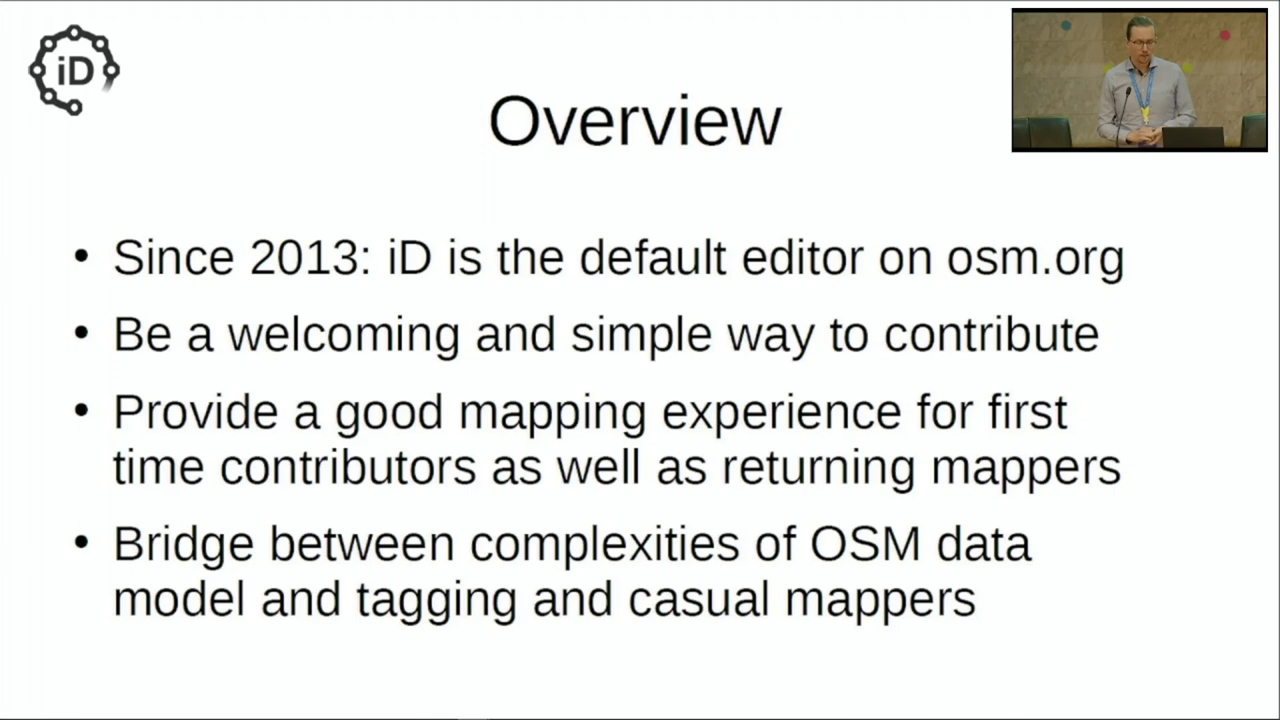 iD
Overview
• Since 2013: iD is the default editor on osm.org
• Be a welcoming and simple way to contribute
• Provide a good mapping experience for first
time contributors as well as returning mappers
• Bridge between complexities of OSM data
model and tagging and casual mappers